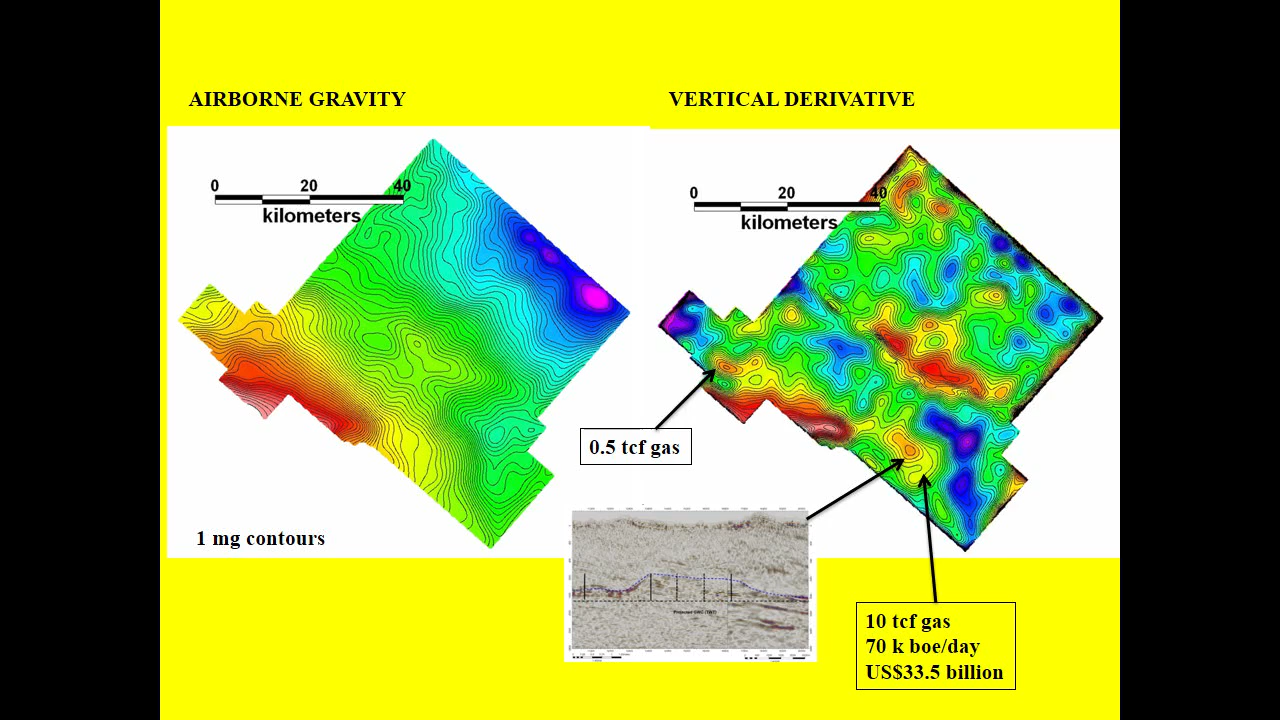 AIRBORNE GRAVITY
VERTICAL DERIVATIVE
0 20 40
kilometers
0 20 40
kilometers
0.5 tcf gas
1 mg contours
10 tcf gas
70 k boe/day
US$33.5 billion